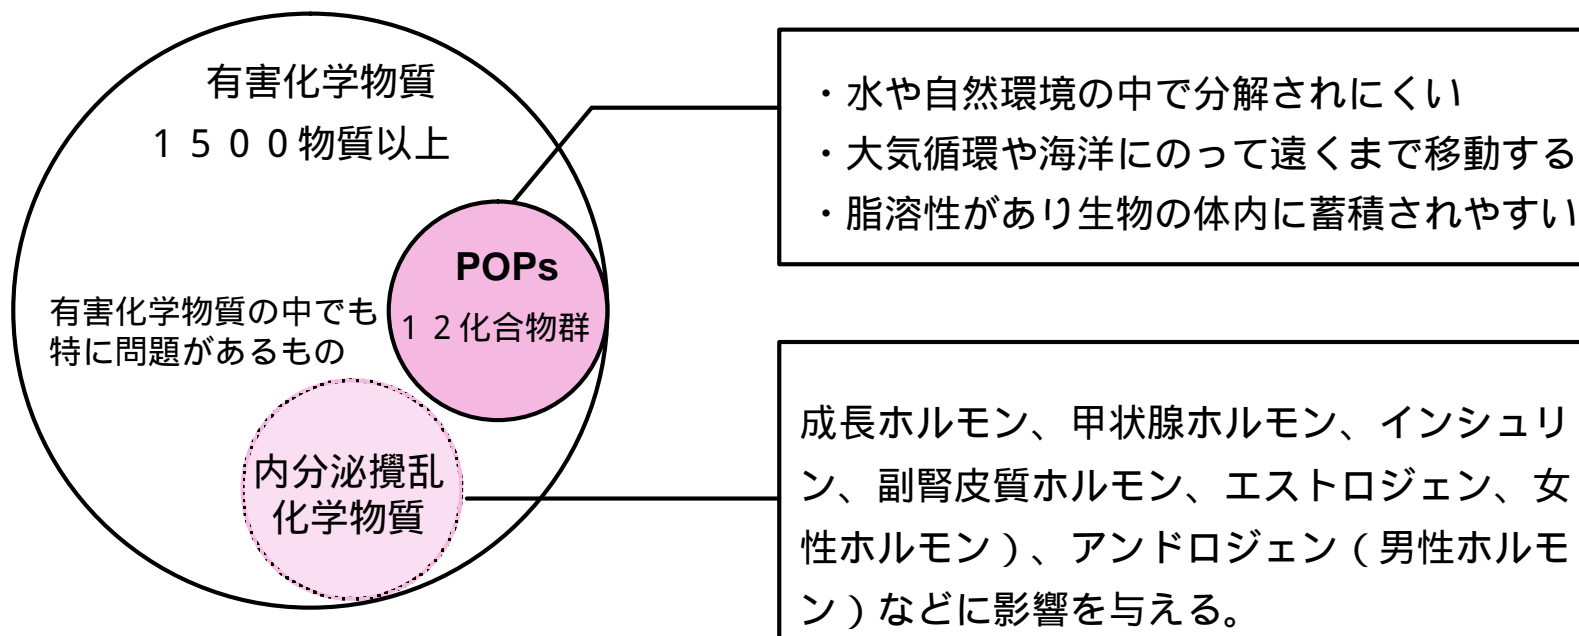 有害化学物質
１５００物質以上
POPs
１２化合物群
有害化学物質の中でも
特に問題があるもの
内分泌攪乱
化学物質
・水や自然環境の中で分解されにくい
・大気循環や海洋にのって遠くまで移動する
・脂溶性があり生物の体内に蓄積されやすい
成長ホルモン、甲状腺ホルモン、インシュリ
ン、副腎皮質ホルモン、エストロジェン、女
性ホルモン）、アンドロジェン（男性ホルモ
ン）などに影響を与える。